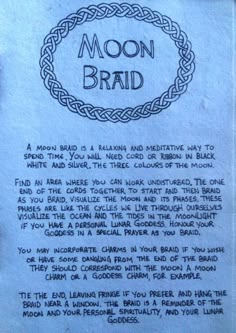 MOON
BRAID
A MOON BRAID IS A RELAXING AND MEDITATIVE WAY TO
SPEND TIME, YOU WILL NEED CORD OR RIBBON IN BLACK
WHITE AND SILVER, THE THREE COLOURS OF THE MOON.
FIND AN AREA WHERE YOU CAN WORK UNDISTURBED, TIE ONE
END OF THE CORDS TOGETHER, TO START AND THEN BRAID
AS YOU BRAID, VISUALIZE THE MOON AND ITS PHASES, THESE
PHASES ARE LIKE THE CYCLES WE LIVE THROUGH OURSELVES
VISUALIZE THE OCEAN AND THE TIDES IN THE MOONLIGHT
IF YOU HAVE A PERSONAL LUNAR GODDESS, HONOUR YOUR
GODDESS IN A SPECIAL PRAYER AS YOU BRAID.
YOU MAY INCORPORATE CHARMS IN YOUR BRAID IF YOU WISH
OR HAVE SOME DANGLING FROM THE END OF THE BRAID
THEY SHOULD CORRESPOND WITH THE MOON A MOON
CHARM OR A GODDESS CHARM, FOR EXAMPLE.
TIE THE END, LEAVING FRINGE IF YOU PREFER AND HANG THE
BRAID NEAR A WINDOW, THE BRAID IS A REMINDER OF THE
MOON AND YOUR PERSONAL SPIRITUALITY, AND YOUR LUNAR
GODDESS.